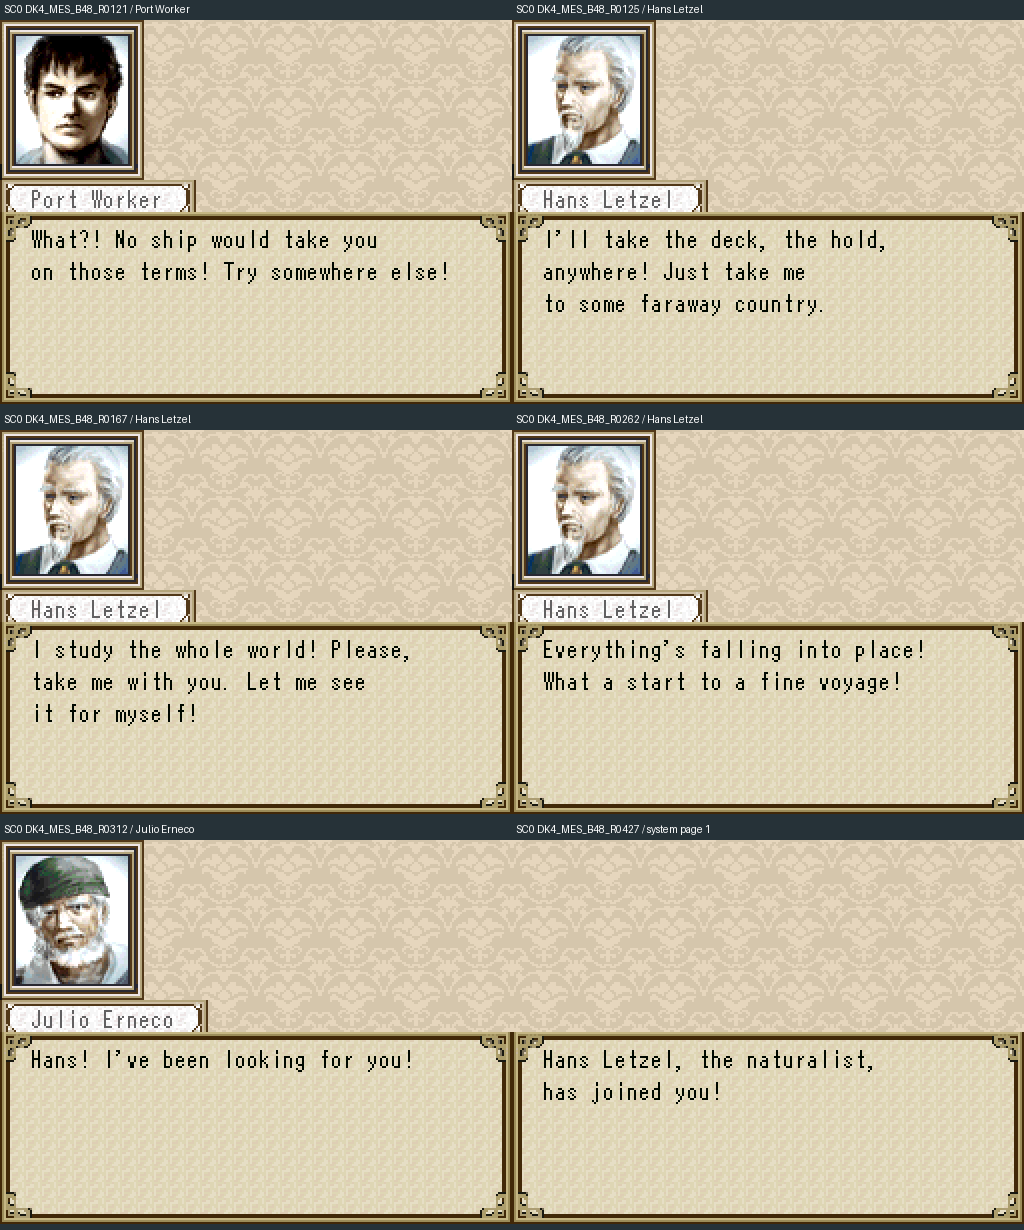 SC0 DK4_MES_B48_R0121 / Port Worker
Port Worker
What?! No ship would take you
on those terms! Try somewhere else!
SC0 DK4_MES_B48_R0125 / Hans Letzel
Hans Letzel
I'll take the deck, the hold,
anywhere! Just take me
to some faraway country.
SC0 DK4_MES_B48_R0167 / Hans Letzel
Hans Letzel
I study the whole world! Please,
take me with you. Let me see
it for myself!
SC0 DK4_MES_B48_R0262 / Hans Letzel
Hans Letzel
Everything's falling into place!
What a start to a fine voyage!
SC0 DK4_MES_B48_R0312 / Julio Erneco
Julio Erneco
Hans! I've been looking for you!
SC0 DK4_MES_B48_R0427 / system page 1
Hans Letzel, the naturalist,
has joined you!